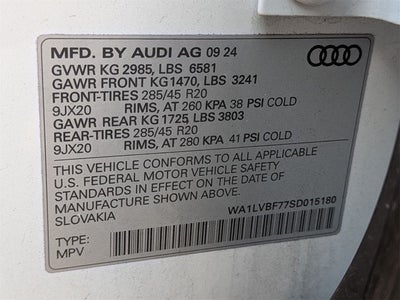 MFD. BY AUDI AG 09 24
GVWR KG 2985, LBS 6581
GAWR FRONT KG1470, LBS 3241
FRONT-TIRES 285/45 R20
9JX20 RIMS, AT 260 KPA 38 PSI COLD
GAWR REAR KG 1725, LBS 3803
REAR-TIRES 285/45 R20
9JX20 RIMS, AT 280 KPA 41 PSI COLD
THIS VEHICLE CONFORMS TO ALL APPLICABLE
U.S. FEDERAL MOTOR VEHICLE SAFETY
STANDARDS IN EFFECT ON THE DATE OF
MANUFACTURE SHOWN ABOVE.
SLOVAKIA WA1LVBF77SD015180
TYPE:
MPV